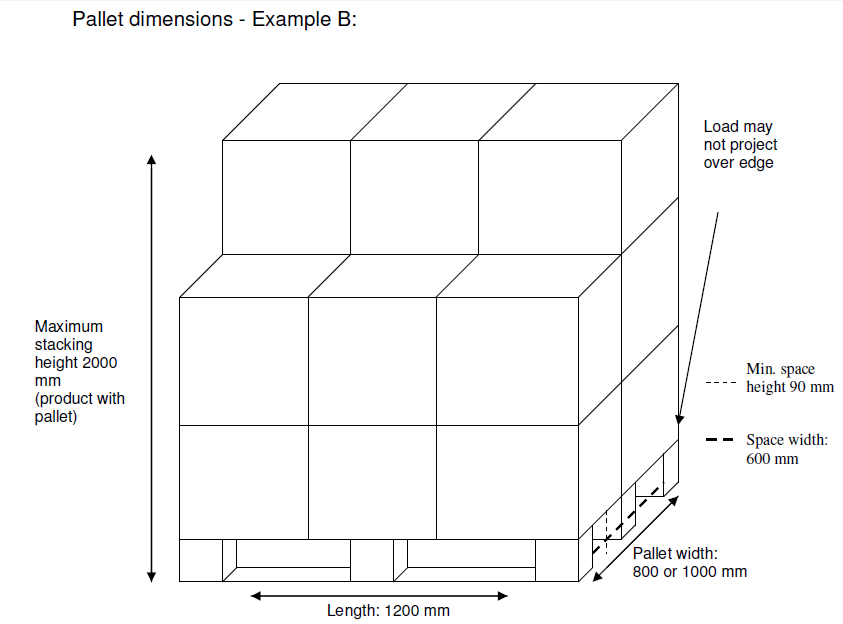 Pallet dimensions - Example B:
Load may
not project
over edge
Maximum
stacking
height 2000
mm
(product with
pallet)
Min. space
height 90 mm
Space width:
600 mm
Pallet width:
800 or 1000 mm
Length: 1200 mm